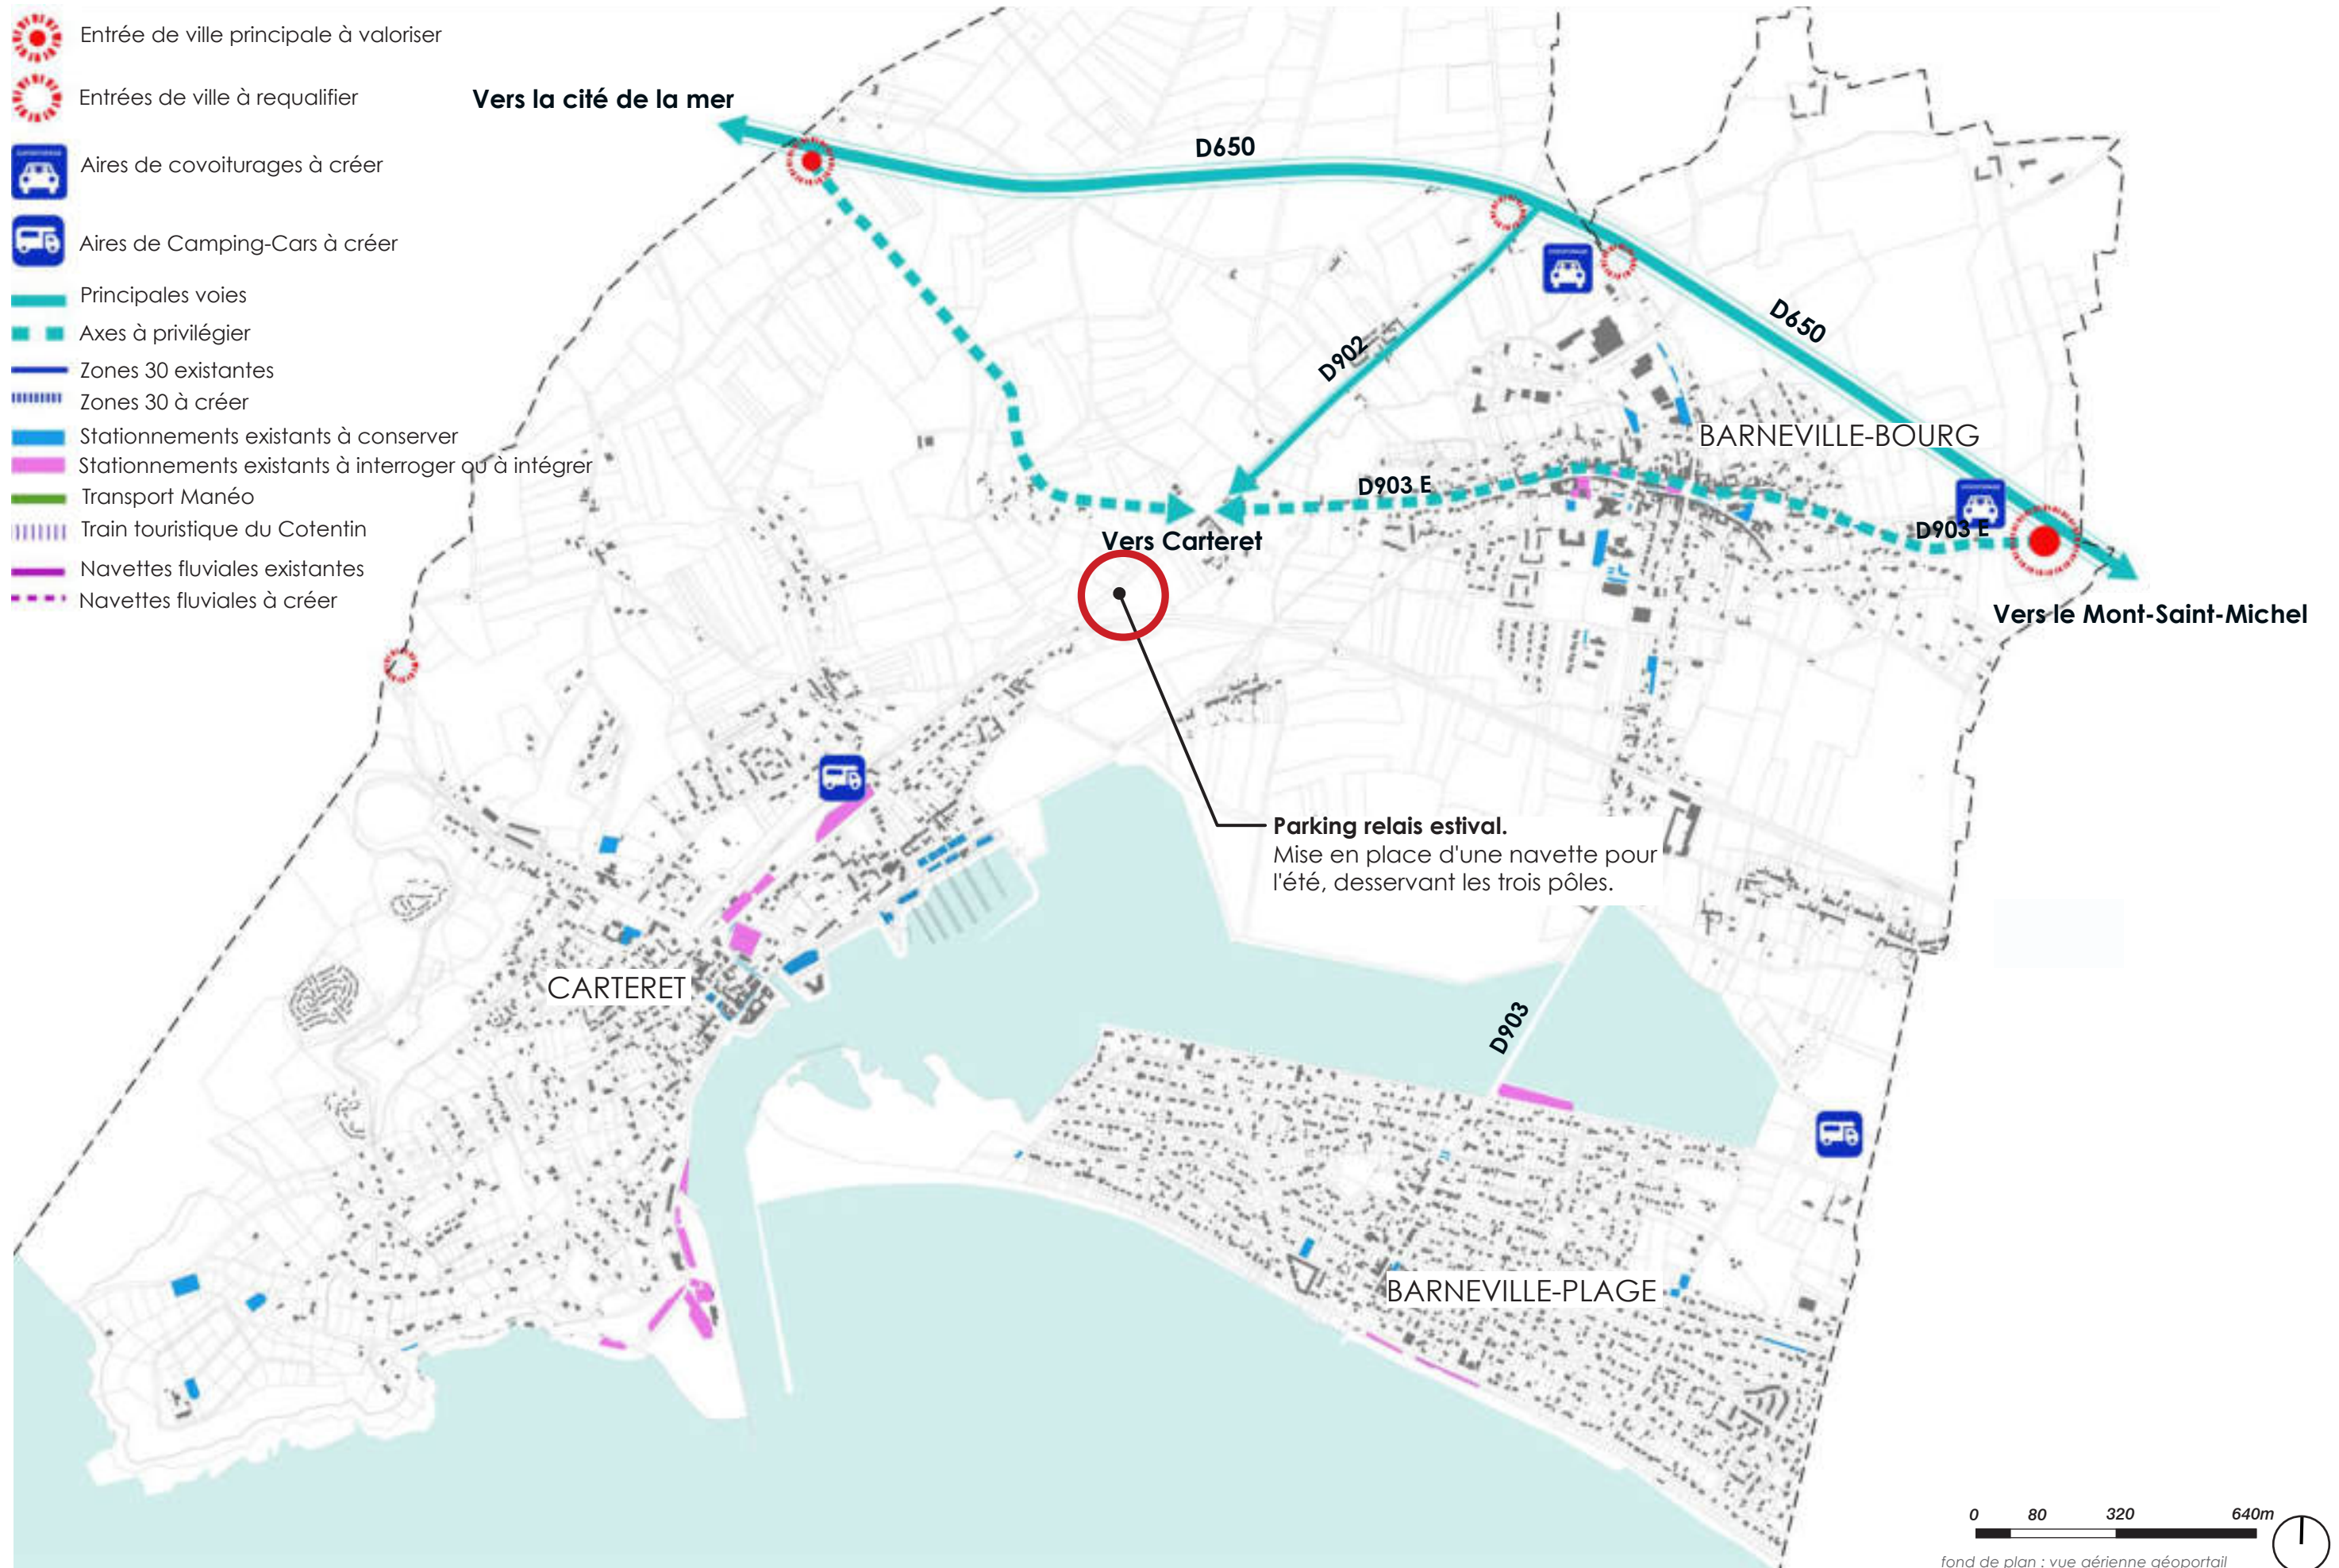 Entrée de ville principale à valoriser
Entrées de ville à requalifier
Aires de covoiturages à créer
Aires de Camping-Cars à créer
Principales voies
Axes à privilégier
Zones 30 existantes
Zones 30 à créer
Stationnements existants à conserver
Stationnements existants à interroger ou à intégrer
Transport Manéo
Train touristique du Cotentin
Navettes fluviales existantes
Navettes fluviales à créer
Vers la cité de la mer
D650
D650
D902
BARNEVILLE-BOURG
D903 E
D903 E
Vers Carteret
Vers le Mont-Saint-Michel
Parking relais estival.
Mise en place d'une navette pour
l'été, desservant les trois pôles.
CARTERET
D903
BARNEVILLE-PLAGE
0 80 320 640m
fond de plan : vue aérienne géoportail